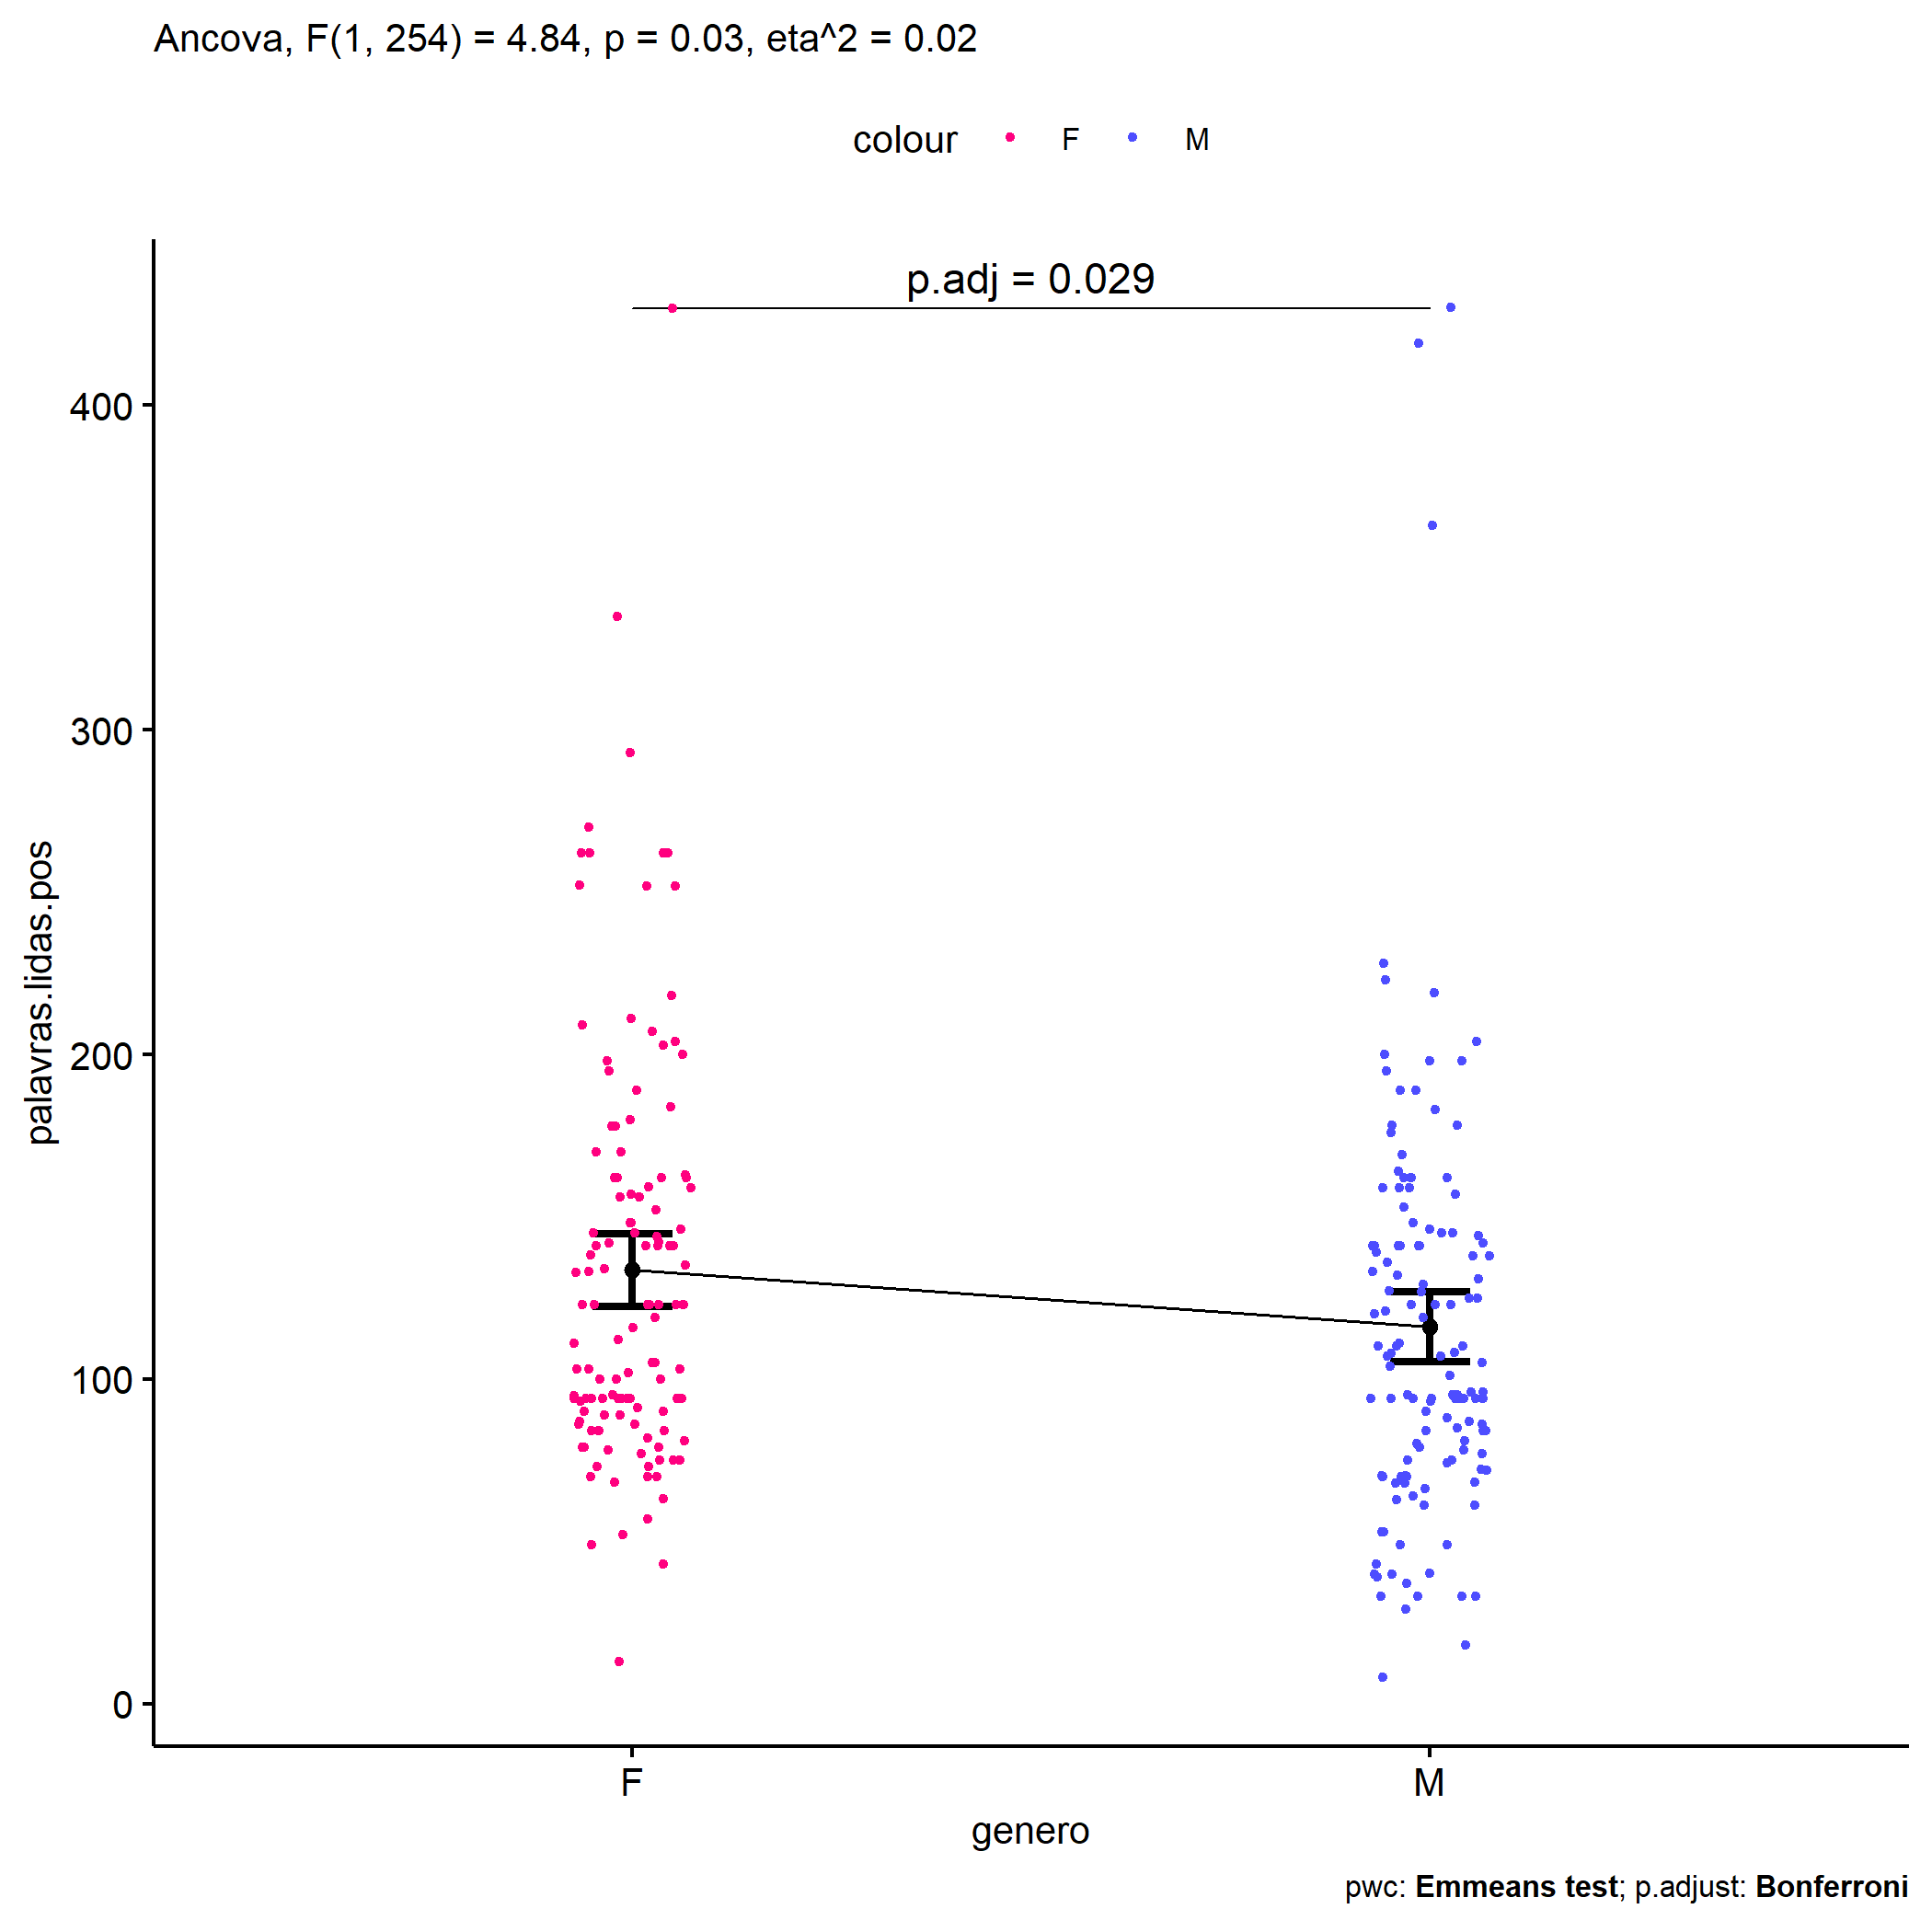 Ancova, F(1, 254) = 4.84, p = 0.03, eta^2 = 0.02
colour F M
p.adj = 0.029
400
300
200
100
0
palavras.lidas.pos
F M
genero
pwc: Emmeans test; p.adjust: Bonferroni